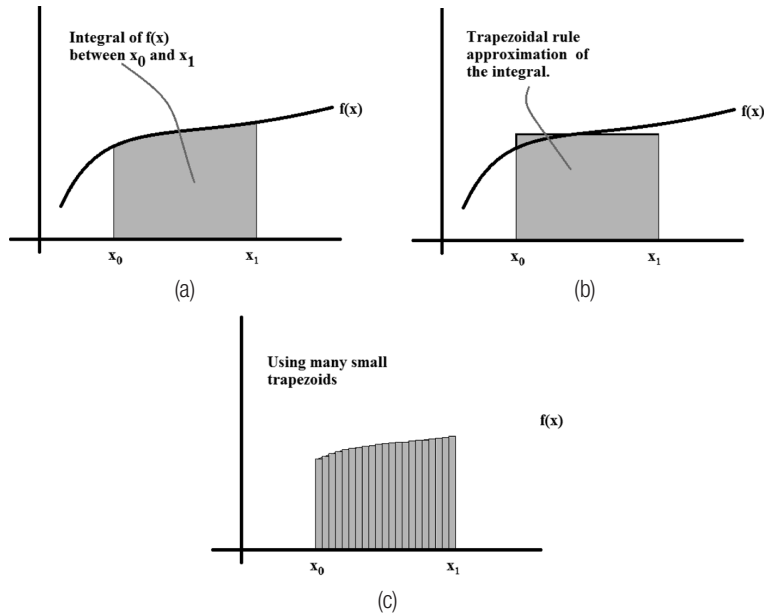 Integral of f(x)
between x0 and x1
f(x)
x0
x1
(a)
Trapezoidal rule
approximation of
the integral.
f(x)
x0
x1
(b)
Using many small
trapezoids
f(x)
x0
x1
(c)